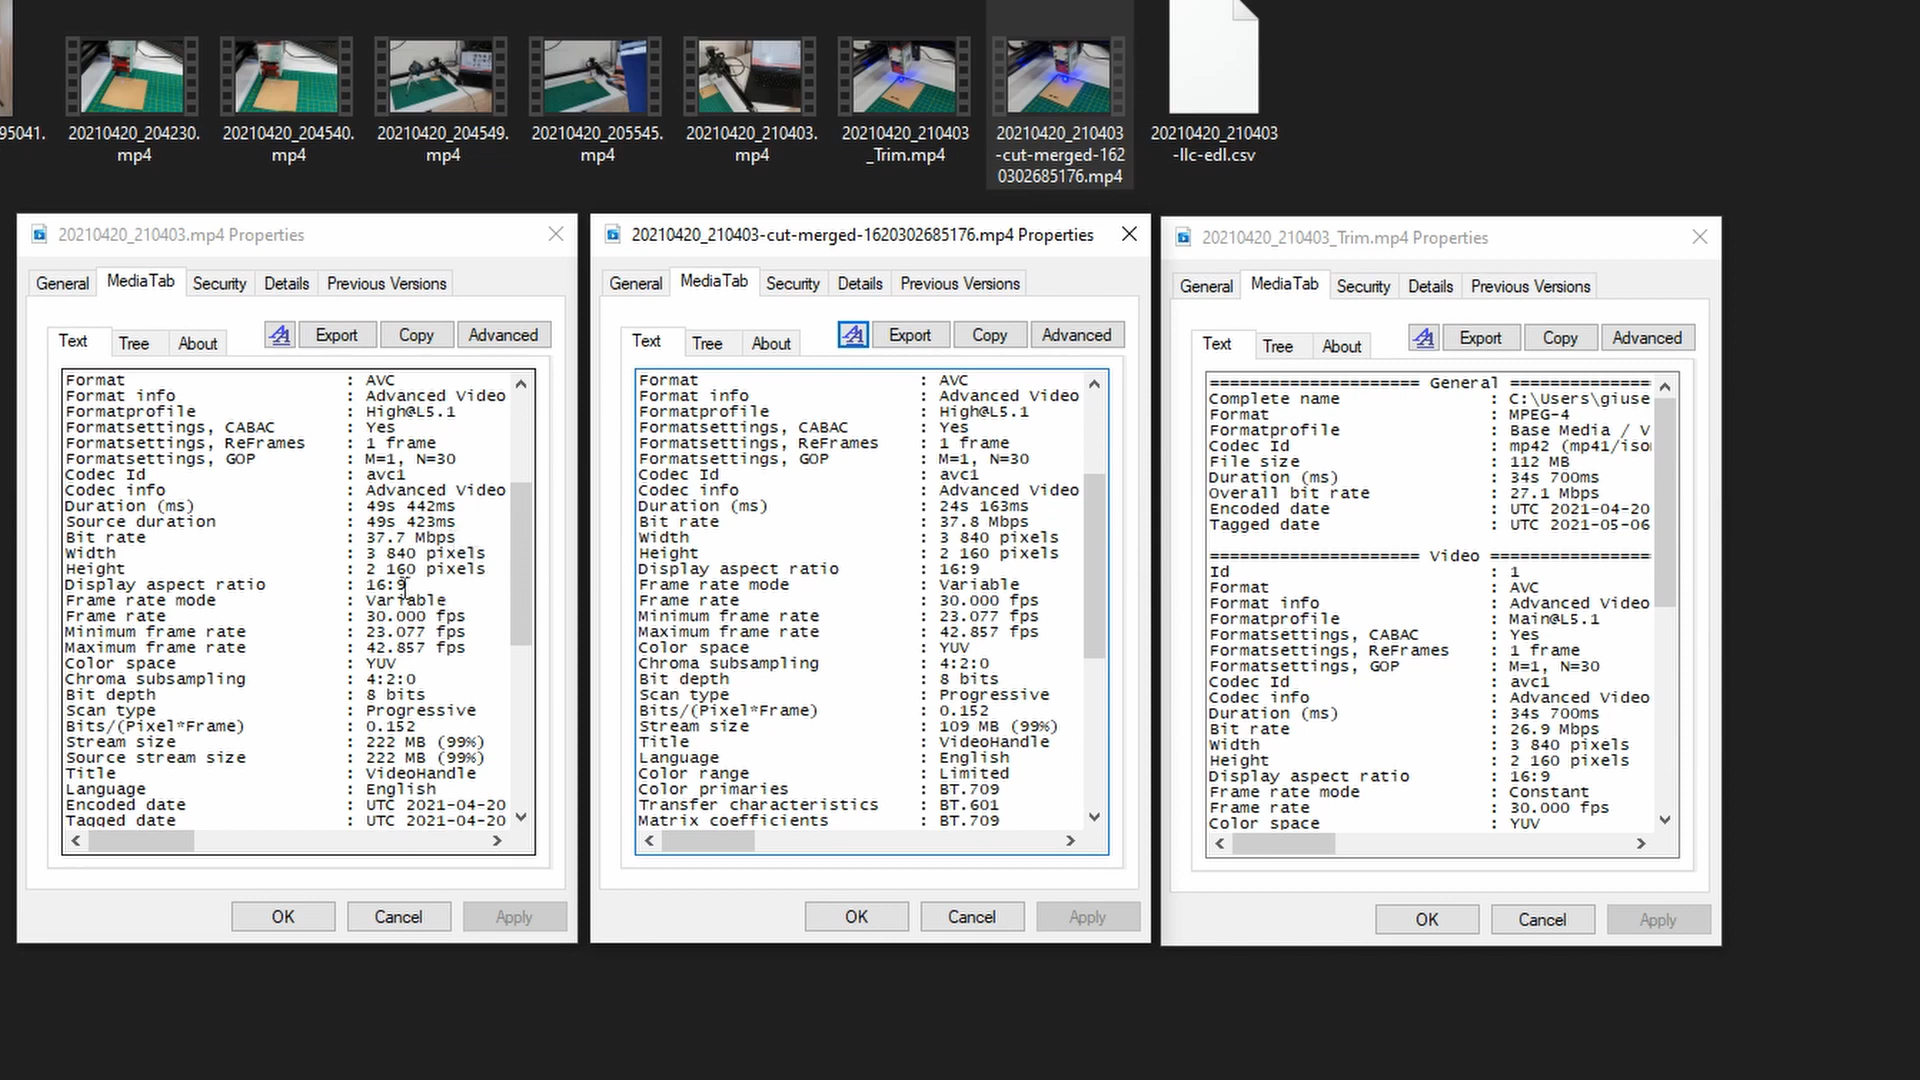 95041.
20210420_204230.
mp4
20210420_204540.
mp4
20210420_204549.
mp4
20210420_205545.
mp4
20210420_210403.
mp4
20210420_210403
_Trim.mp4
20210420_210403
-cut-merged-162
0302685176.mp4
20210420_210403
-llc-edl.csv
20210420_210403.mp4 Properties
General MediaTab Security Details Previous Versions
Text Tree About Export Copy Advanced
Format : AVC
Format info : Advanced Video
Formatprofile : High@L5.1
Formatsettings, CABAC : Yes
Formatsettings, ReFrames : 1 frame
Formatsettings, GOP : M=1, N=30
Codec Id : avc1
Codec info : Advanced Video
Duration (ms) : 49s 442ms
Source duration : 49s 423ms
Bit rate : 37.7 Mbps
Width : 3 840 pixels
Height : 2 160 pixels
Display aspect ratio : 16:9
Frame rate mode : Variable
Frame rate : 30.000 fps
Minimum frame rate : 23.077 fps
Maximum frame rate : 42.857 fps
Color space : YUV
Chroma subsampling : 4:2:0
Bit depth : 8 bits
Scan type : Progressive
Bits/(Pixel*Frame) : 0.152
Stream size : 222 MB (99%)
Source stream size : 222 MB (99%)
Title : VideoHandle
Language : English
Encoded date : UTC 2021-04-20
Tagged date : UTC 2021-04-20
OK Cancel Apply
20210420_210403-cut-merged-1620302685176.mp4 Properties
General MediaTab Security Details Previous Versions
Text Tree About Export Copy Advanced
Format : AVC
Format info : Advanced Video
Formatprofile : High@L5.1
Formatsettings, CABAC : Yes
Formatsettings, ReFrames : 1 frame
Formatsettings, GOP : M=1, N=30
Codec Id : avc1
Codec info : Advanced Video
Duration (ms) : 24s 163ms
Bit rate : 37.8 Mbps
Width : 3 840 pixels
Height : 2 160 pixels
Display aspect ratio : 16:9
Frame rate mode : Variable
Frame rate : 30.000 fps
Minimum frame rate : 23.077 fps
Maximum frame rate : 42.857 fps
Color space : YUV
Chroma subsampling : 4:2:0
Bit depth : 8 bits
Scan type : Progressive
Bits/(Pixel*Frame) : 0.152
Stream size : 109 MB (99%)
Title : VideoHandle
Language : English
Color range : Limited
Color primaries : BT.709
Transfer characteristics : BT.601
Matrix coefficients : BT.709
OK Cancel Apply
20210420_210403_Trim.mp4 Properties
General MediaTab Security Details Previous Versions
Text Tree About Export Copy Advanced
===================== General ==============
Complete name : C:\Users\giuse
Format : MPEG-4
Formatprofile : Base Media / V
Codec Id : mp42 (mp41/iso
File size : 112 MB
Duration (ms) : 34s 700ms
Overall bit rate : 27.1 Mbps
Encoded date : UTC 2021-04-20
Tagged date : UTC 2021-05-06
===================== Video ================
Id : 1
Format : AVC
Format info : Advanced Video
Formatprofile : Main@L5.1
Formatsettings, CABAC : Yes
Formatsettings, ReFrames : 1 frame
Formatsettings, GOP : M=1, N=30
Codec Id : avc1
Codec info : Advanced Video
Duration (ms) : 34s 700ms
Bit rate : 26.9 Mbps
Width : 3 840 pixels
Height : 2 160 pixels
Display aspect ratio : 16:9
Frame rate mode : Constant
Frame rate : 30.000 fps
Color space : YUV
OK Cancel Apply